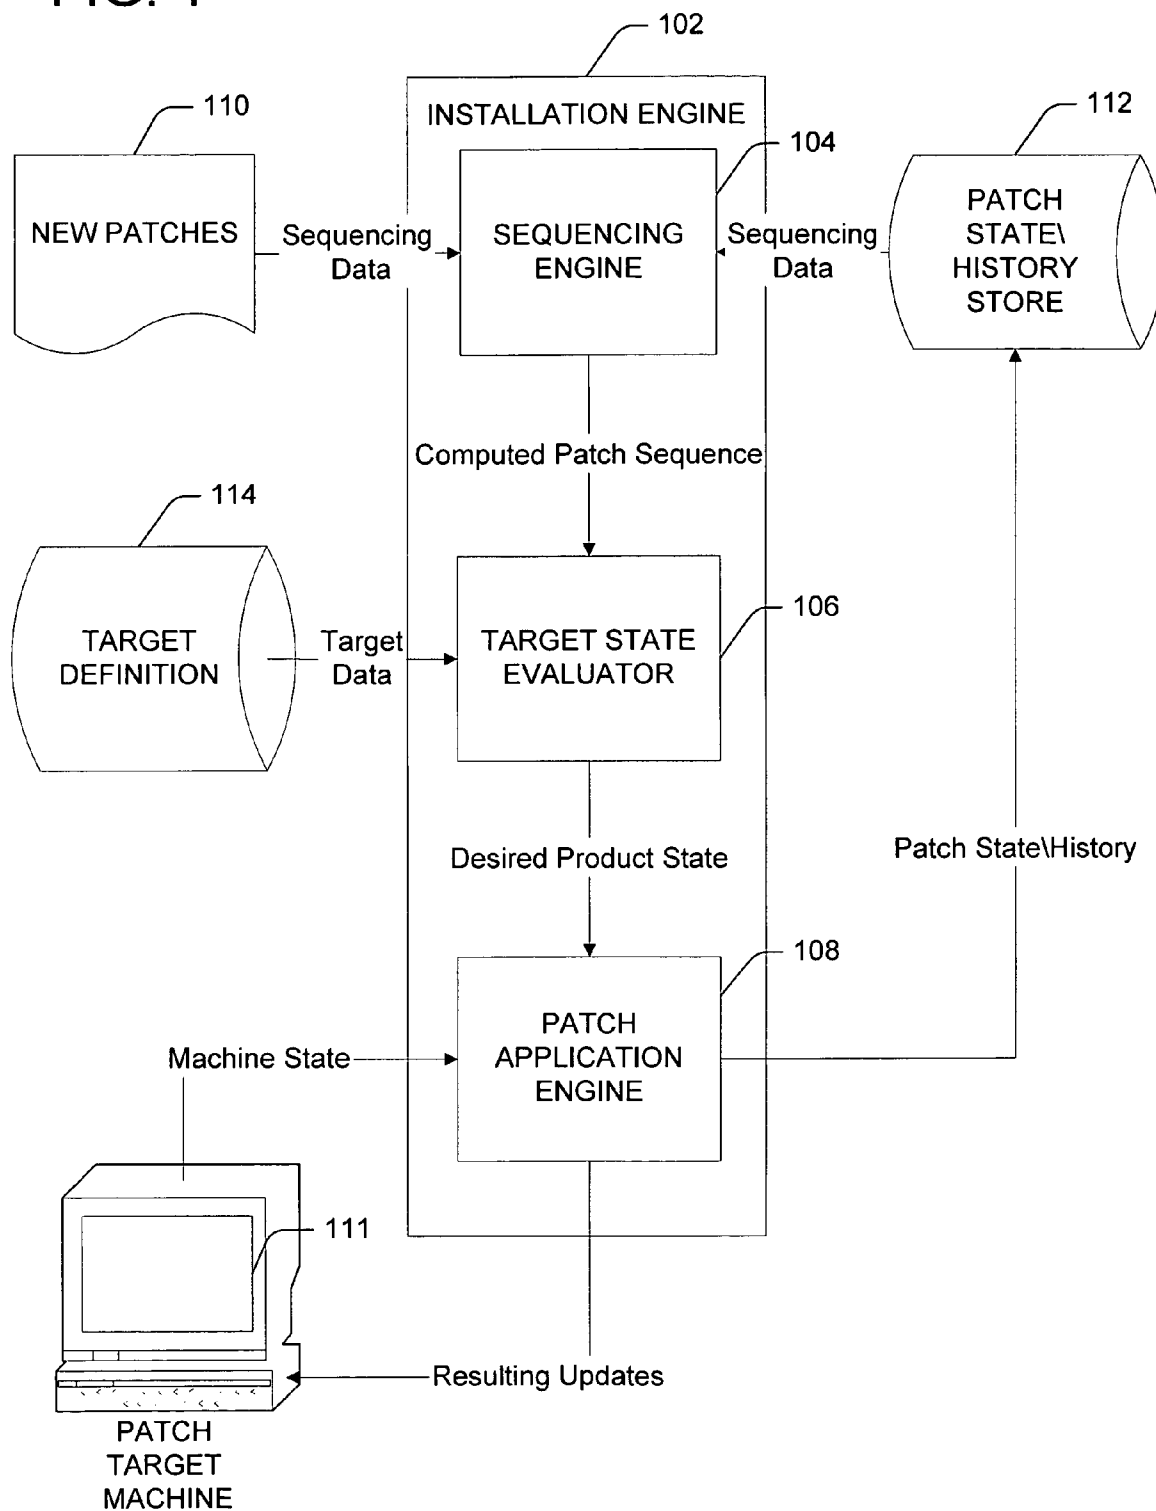 102
110
INSTALLATION ENGINE
112
104
NEW PATCHES
Sequencing
Data
SEQUENCING
ENGINE
Sequencing
Data
PATCH
STATE\
HISTORY
STORE
Computed Patch Sequence
114
106
TARGET
DEFINITION
Target
Data
TARGET STATE
EVALUATOR
Desired Product State
Patch State\History
108
Machine State
PATCH
APPLICATION
ENGINE
111
Resulting Updates
PATCH
TARGET
MACHINE